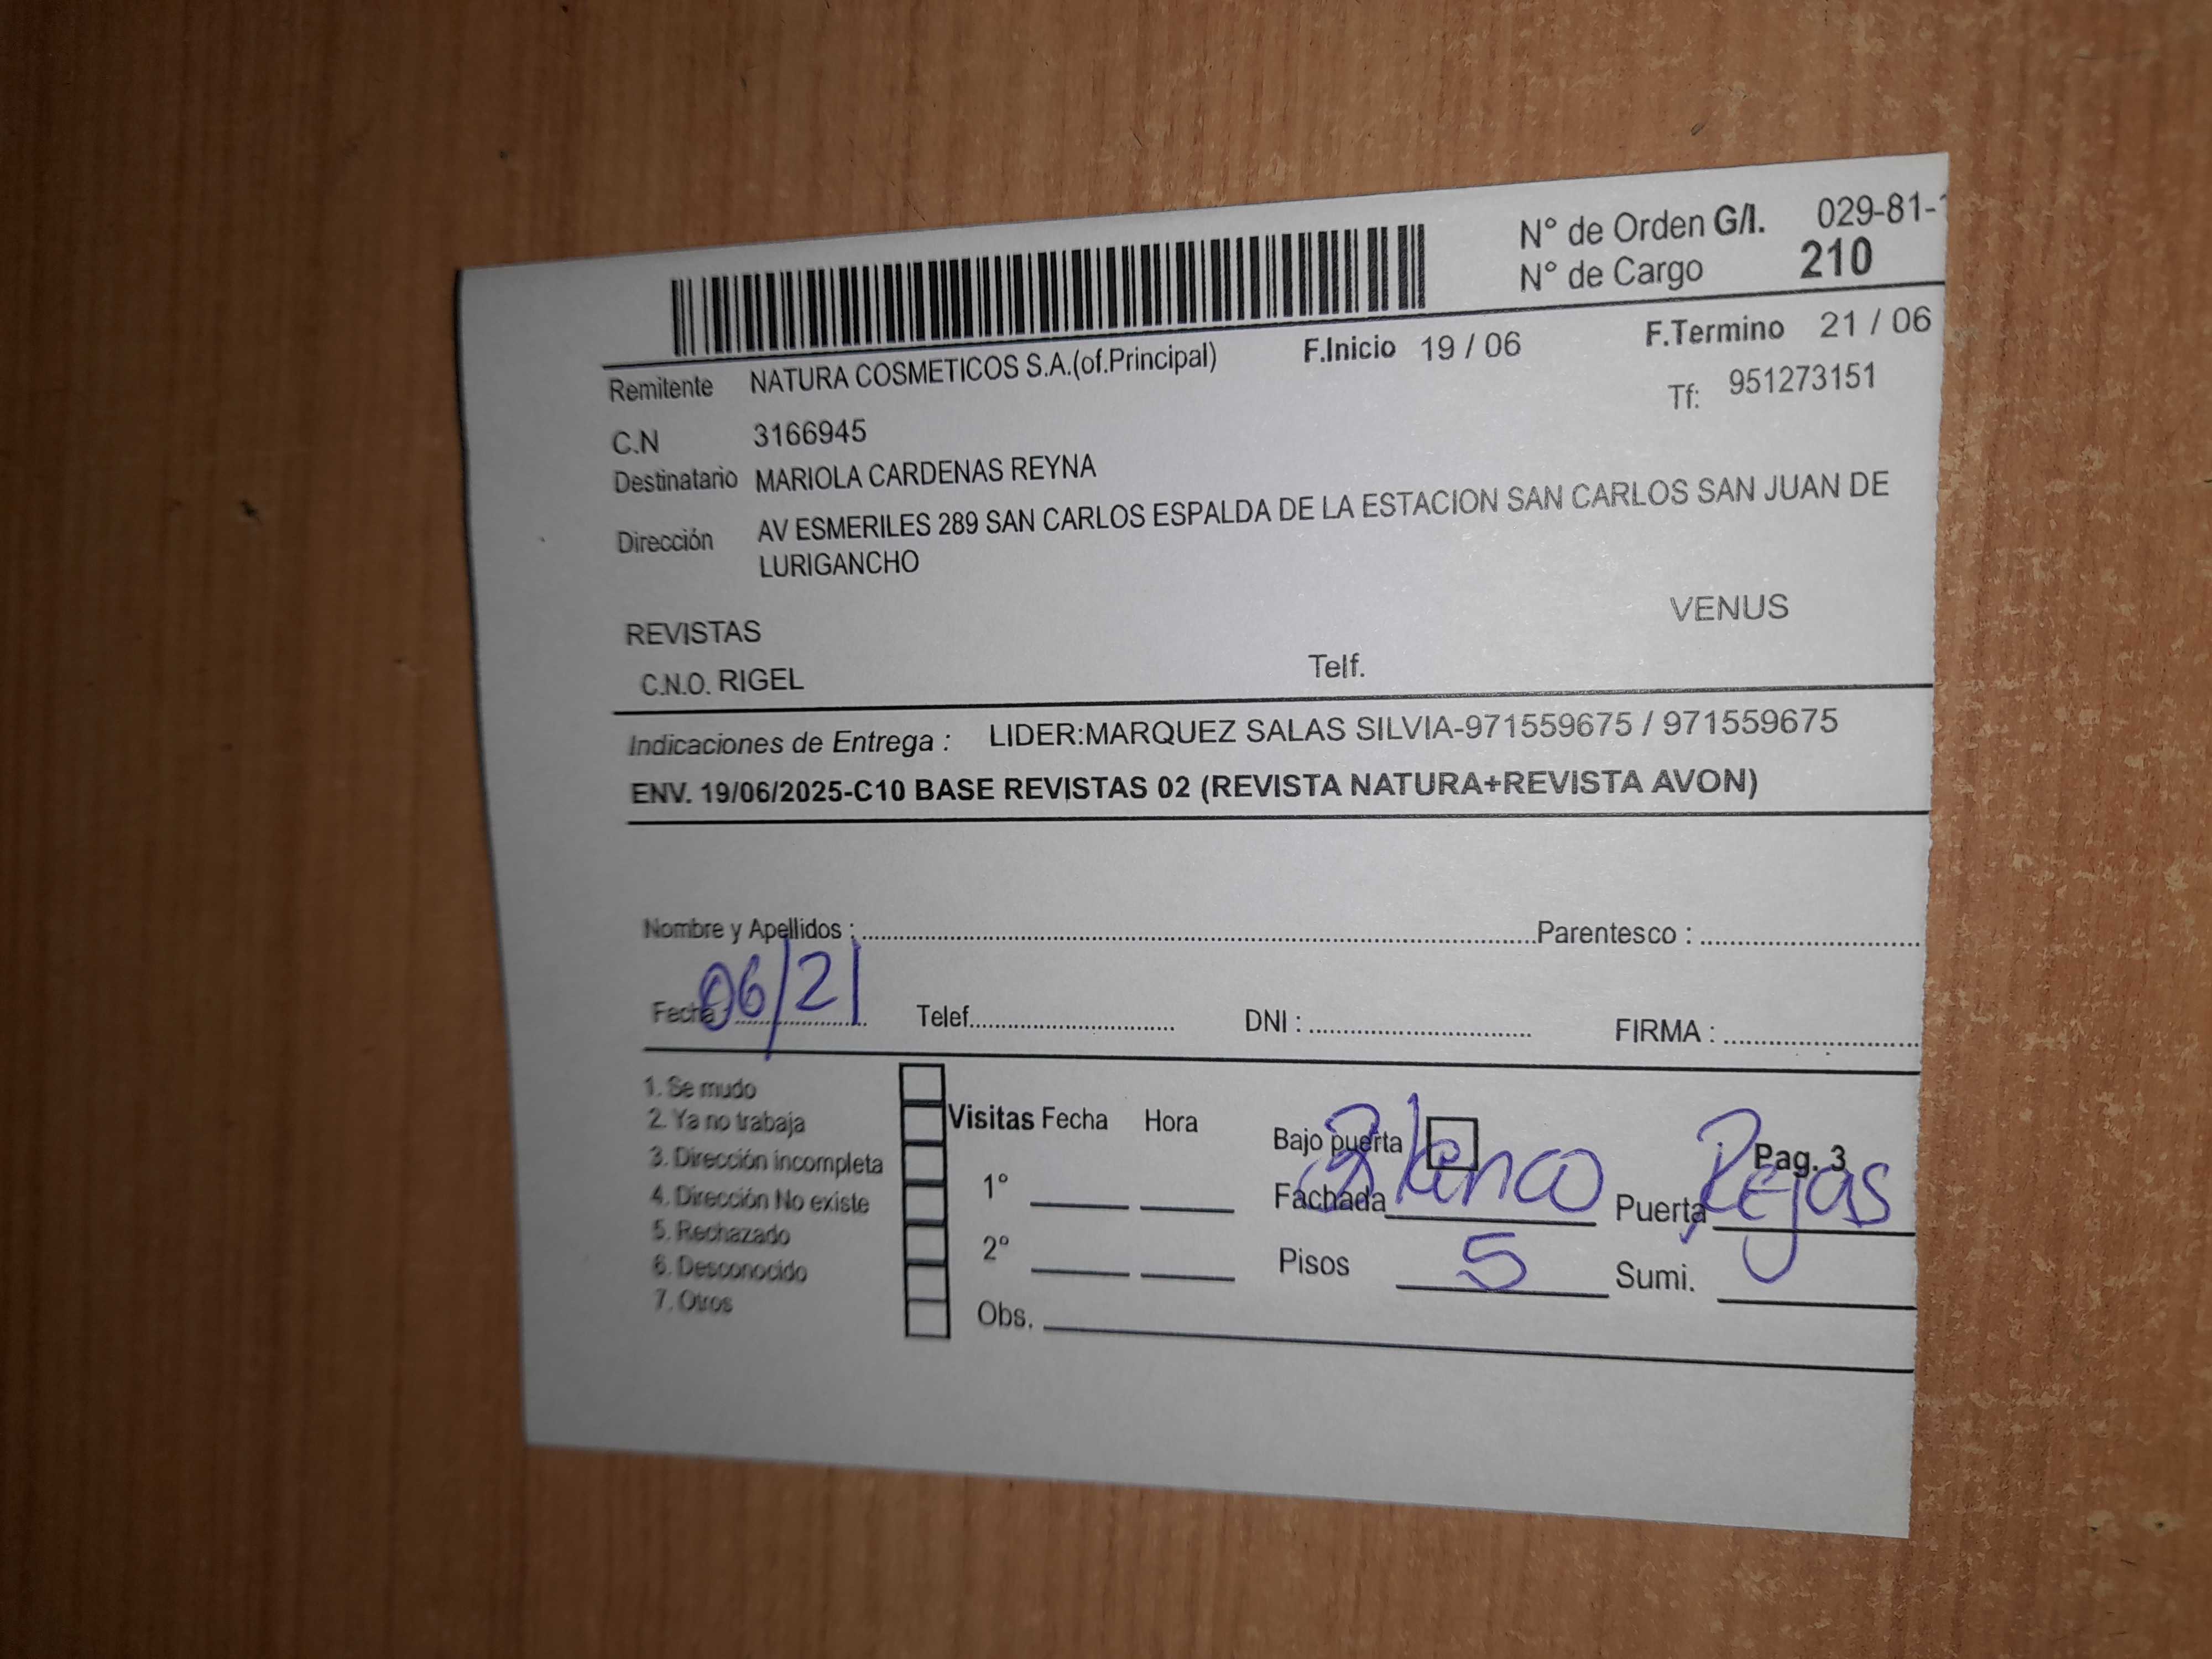 N° de Orden G/I. 029-81-
N° de Cargo 210
F.Inicio 19 / 06 F.Termino 21 / 06
Remitente NATURA COSMETICOS S.A.(of.Principal)
Tf: 951273151
C.N 3166945
Destinatario MARIOLA CARDENAS REYNA
Dirección AV ESMERILES 289 SAN CARLOS ESPALDA DE LA ESTACION SAN CARLOS SAN JUAN DE
LURIGANCHO
VENUS
REVISTAS
C.N.O. RIGEL Telf.
Indicaciones de Entrega : LIDER:MARQUEZ SALAS SILVIA-971559675 / 971559675
ENV. 19/06/2025-C10 BASE REVISTAS 02 (REVISTA NATURA+REVISTA AVON)
Nombre y Apellidos : Parentesco :
Fecha : 06/21 Telef. DNI : FIRMA :
1. Se mudo
2. Ya no trabaja
3. Dirección incompleta
4. Dirección No existe
5. Rechazado
6. Desconocido
7. Otros
Visitas Fecha Hora
1°
2°
Obs.
Bajo puerta Pag. 3
Fachada Blanco Puerta Rejas
Pisos 5 Sumi.